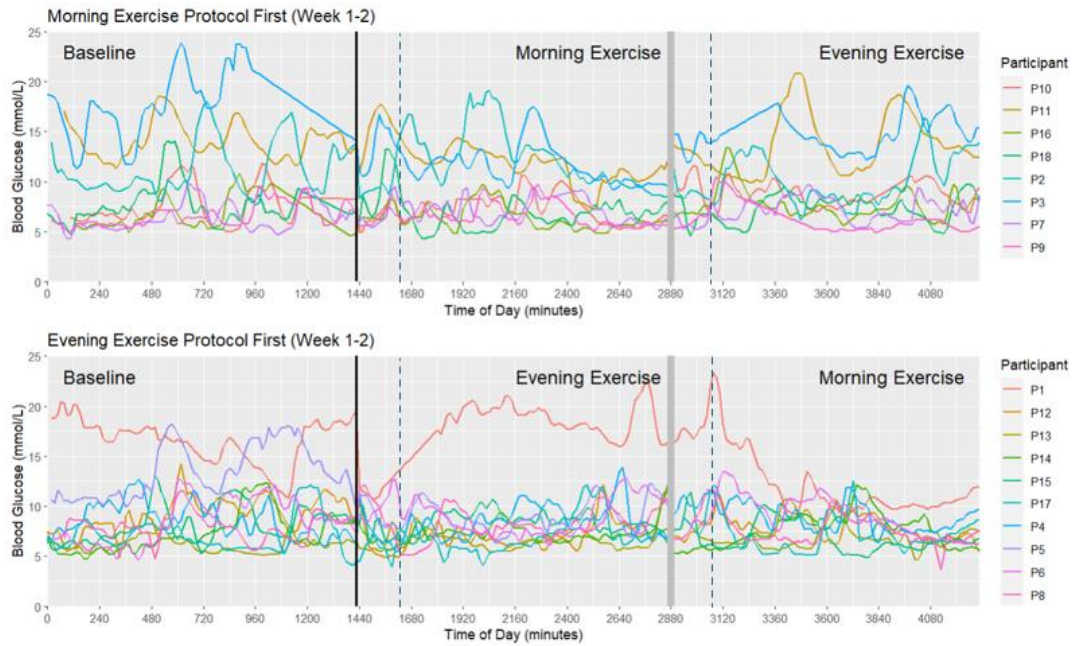 Morning Exercise Protocol First (Week 1-2)
Baseline
Morning Exercise
Evening Exercise
Blood Glucose (mmol/L)
25
20
15
10
5
0
0 240 480 720 960 1200 1440 1680 1920 2160 2400 2640 2880 3120 3360 3600 3840 4080
Time of Day (minutes)
Participant
P10
P11
P16
P18
P2
P3
P7
P9
Evening Exercise Protocol First (Week 1-2)
Baseline
Evening Exercise
Morning Exercise
Blood Glucose (mmol/L)
25
20
15
10
5
0
0 240 480 720 960 1200 1440 1680 1920 2160 2400 2640 2880 3120 3360 3600 3840 4080
Time of Day (minutes)
Participant
P1
P12
P13
P14
P15
P17
P4
P5
P6
P8